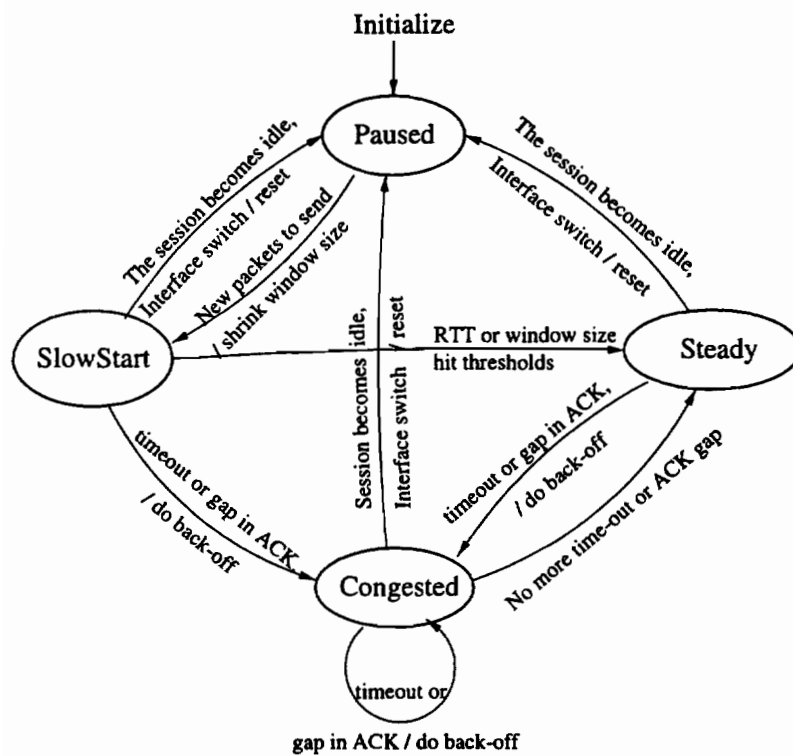 Initialize
Paused
The session becomes idle,
Interface switch / reset
New packets to send
/ shrink window size
The session becomes idle,
Interface switch / reset
SlowStart
Session becomes idle,
Interface switch / reset
RTT or window size
hit thresholds
Steady
timeout or gap in ACK,
/ do back-off
timeout or gap in ACK,
/ do back-off
No more time-out or ACK gap
Congested
timeout or
gap in ACK / do back-off